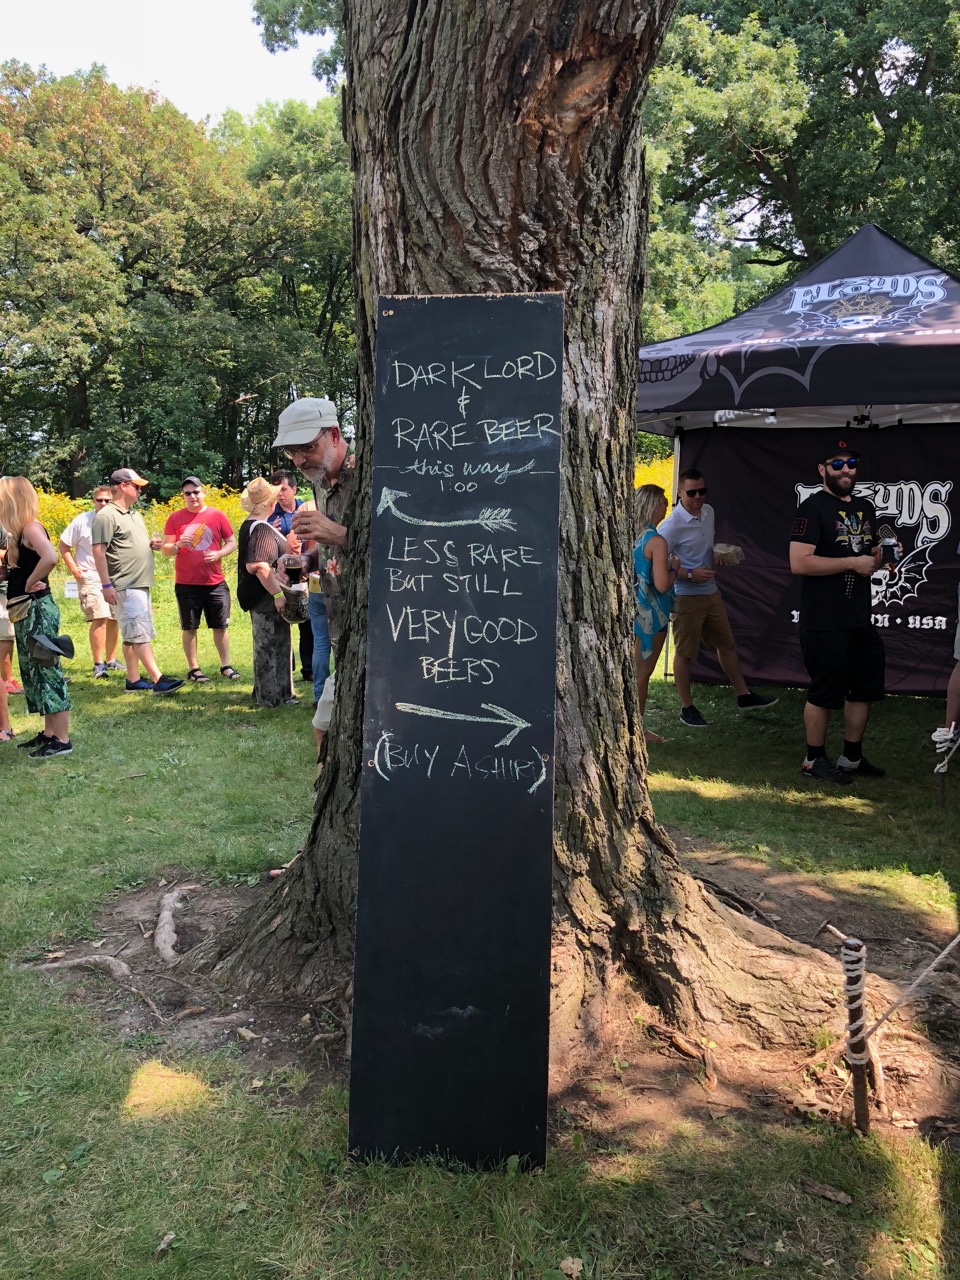 DARK LORD
&
RARE BEER
this way
1:00
LESS RARE
BUT STILL
VERY GOOD
BEERS
(BUY A SHIRT)
FLOYDS
FLOYDS
USA